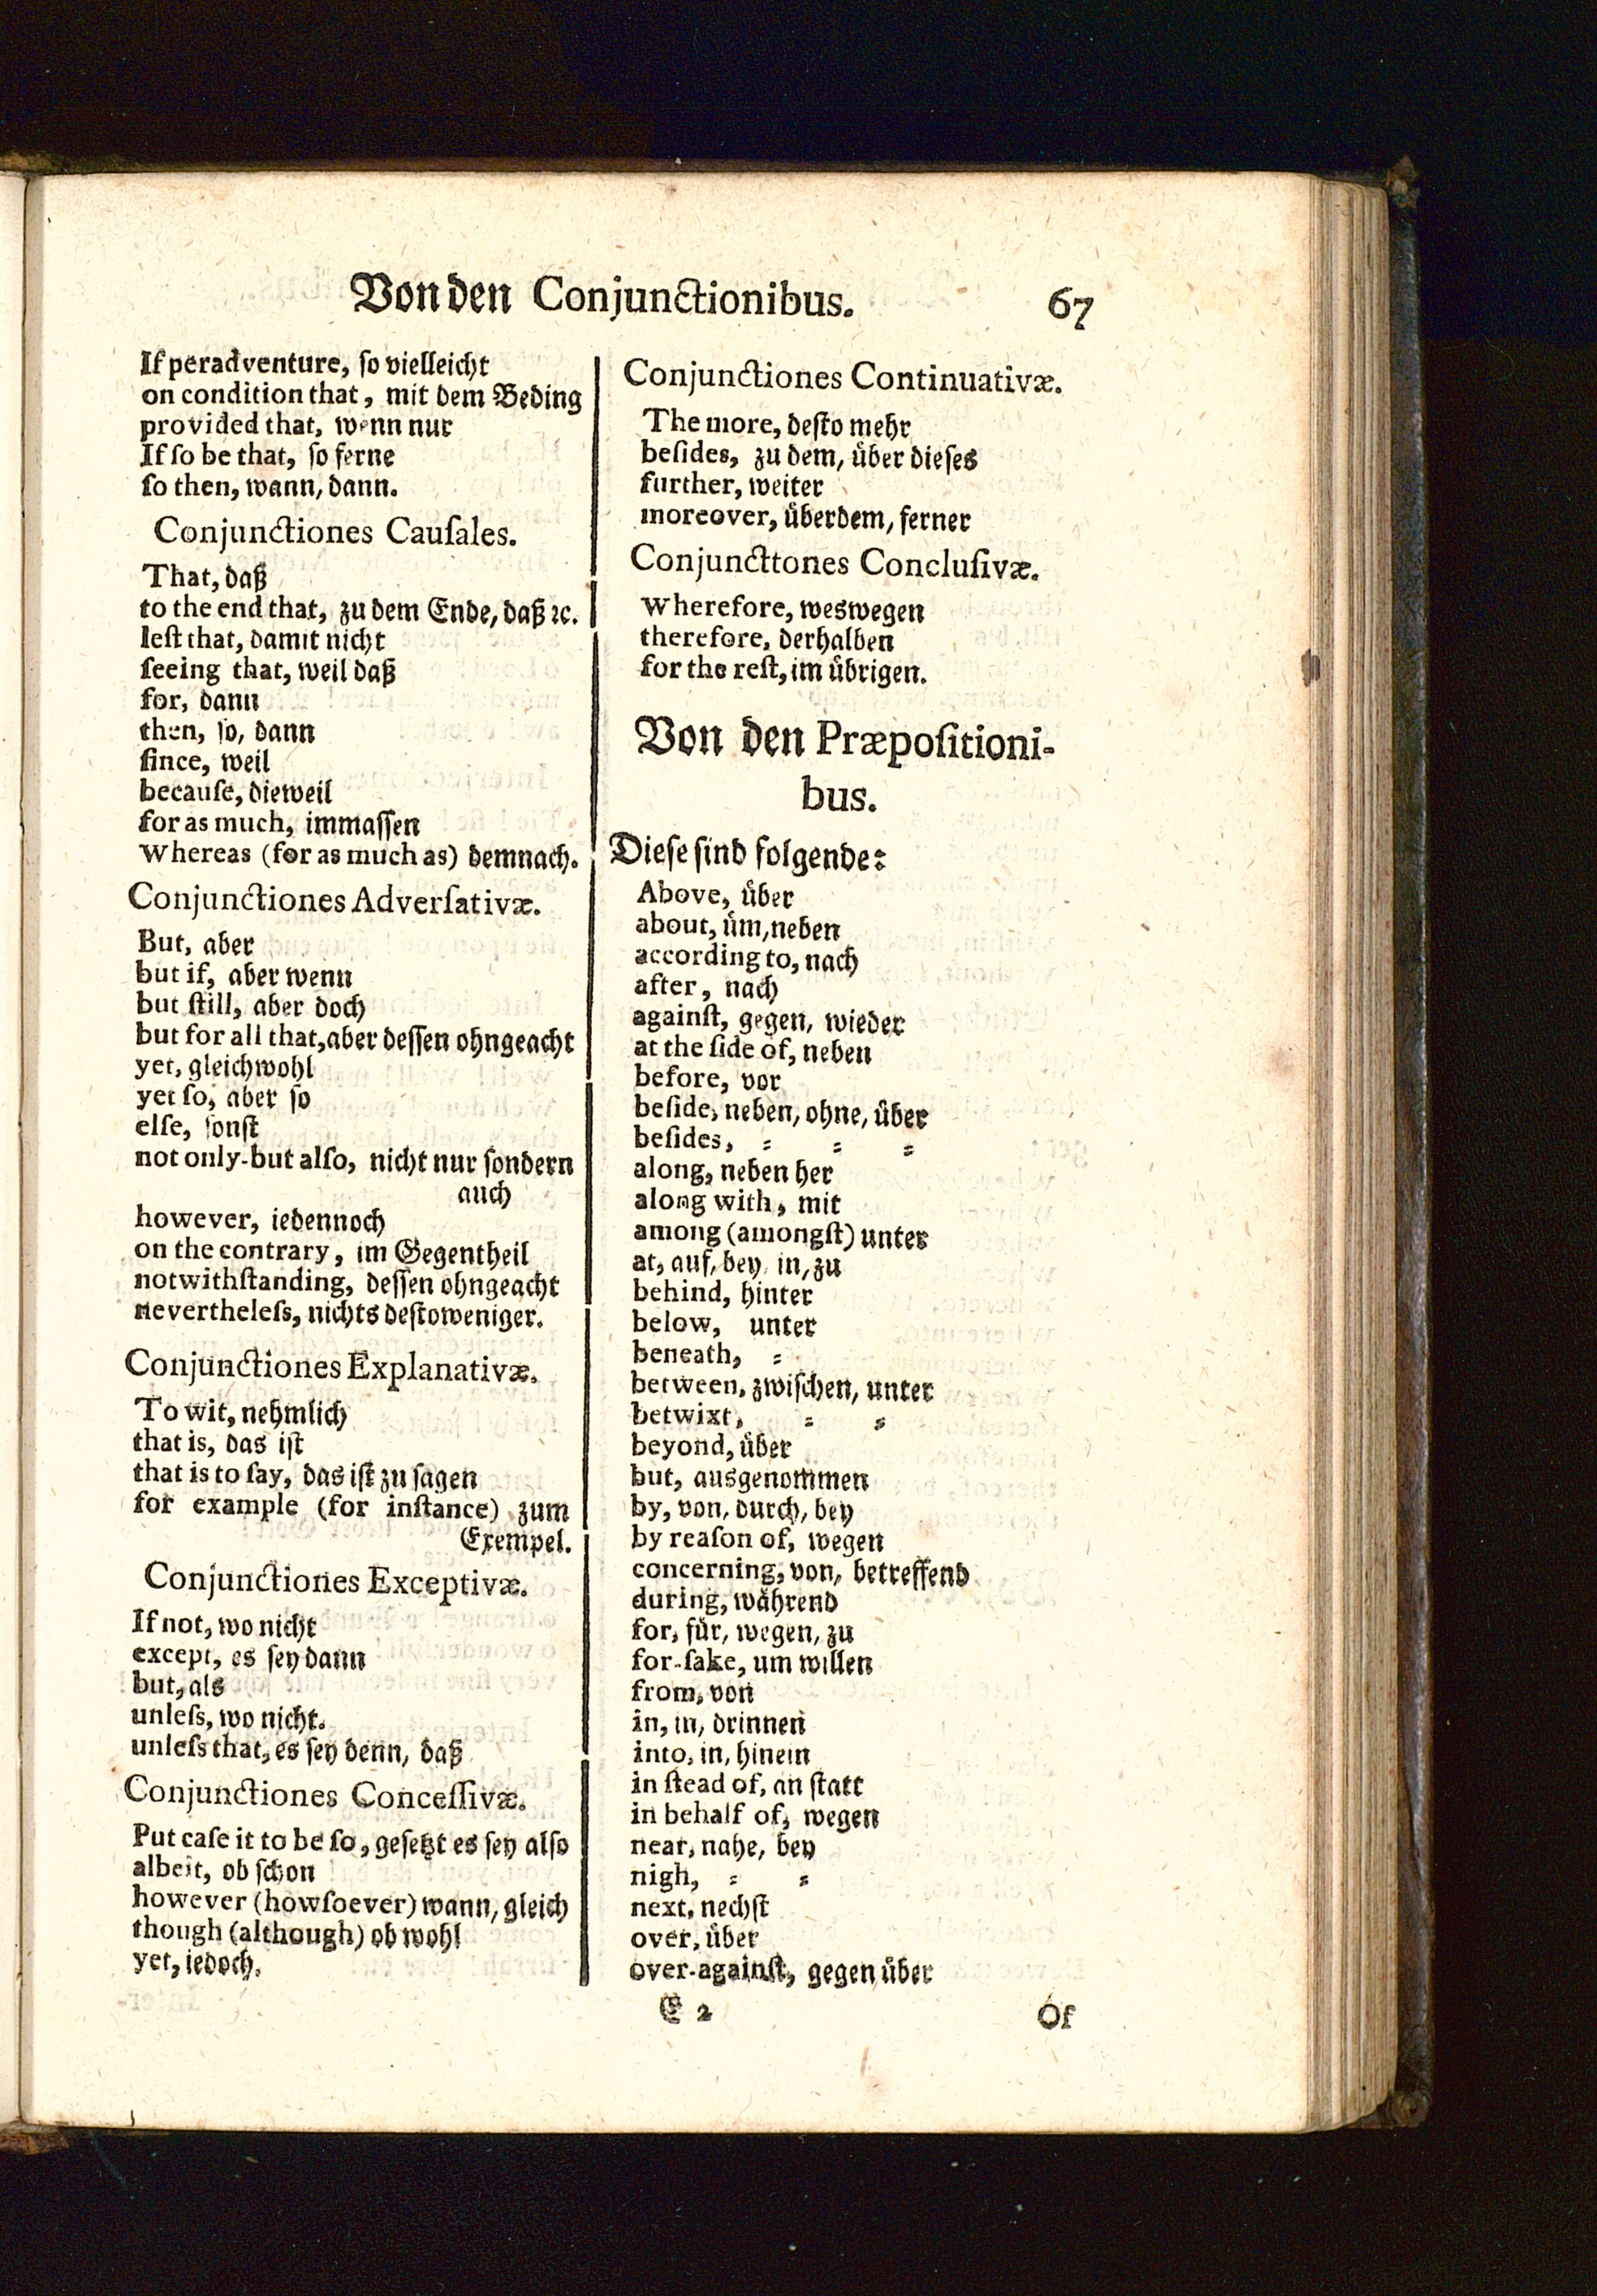 Von den Conjunctionibus. 67
If peradventure, so vielleicht
on condition that, mit dem Beding
provided that, wenn nur
If ſo be that, so ferne
ſo then, wann, dann.
Conjunctiones Cauſales.
That, daß
to the end that, zu dem Ende, daß ꝛc.
leſt that, damit nicht
ſeeing that, weil daß
for, dann
then, so, dann
ſince, weil
becauſe, dieweil
for as much, immassen
Whereas (for as much as) demnach.
Conjunctiones Adverſativæ.
But, aber
but if, aber wenn
but ſtill, aber doch
but for all that, aber dessen ohngeacht
yet, gleichwohl
yet ſo, aber so
elſe, sonst
not only-but alſo, nicht nur sondern
auch
however, iedennoch
on the contrary, im Gegentheil
notwithſtanding, dessen ohngeacht
nevertheleſs, nichts destoweniger.
Conjunctiones Explanativæ.
To wit, nehmlich
that is, das ist
that is to ſay, das ist zu sagen
for example (for inſtance) zum
Exempel.
Conjunctiones Exceptivæ.
If not, wo nicht
except, es sey dann
but, als
unleſs, wo nicht.
unleſs that, es sey denn, daß
Conjunctiones Conceſſivæ.
Put caſe it to be ſo, gesetzt es sey also
albeit, ob schon
however (howſoever) wann, gleich
though (although) ob wohl
yet, iedoch.
Conjunctiones Continuativæ.
The more, desto mehr
beſides, zu dem, über dieses
further, weiter
moreover, überdem, ferner
Conjuncttones Concluſivæ.
Wherefore, weswegen
therefore, derhalben
for the reſt, im übrigen.
Von den Præpoſitioni-
bus.
Diese sind folgende:
Above, über
about, üm, neben
according to, nach
after, nach
againſt, gegen, wieder
at the ſide of, neben
before, vor
beſide, neben, ohne, über
beſides, = = =
along, neben her
along with, mit
among (amongſt) unter
at, auf, bey, in, zu
behind, hinter
below, unter
beneath, =
between, zwischen, unter
betwixt, = =
beyond, über
but, ausgenommen
by, von, durch, bey
by reaſon of, wegen
concerning, von, betreffend
during, während
for, für, wegen, zu
for-ſake, um willen
from, von
in, in, drinnen
into, in, hinein
in ſtead of, an statt
in behalf of, wegen
near, nahe, bey
nigh, = =
next, nechst
over, über
over-againſt, gegen über
E 2 Of